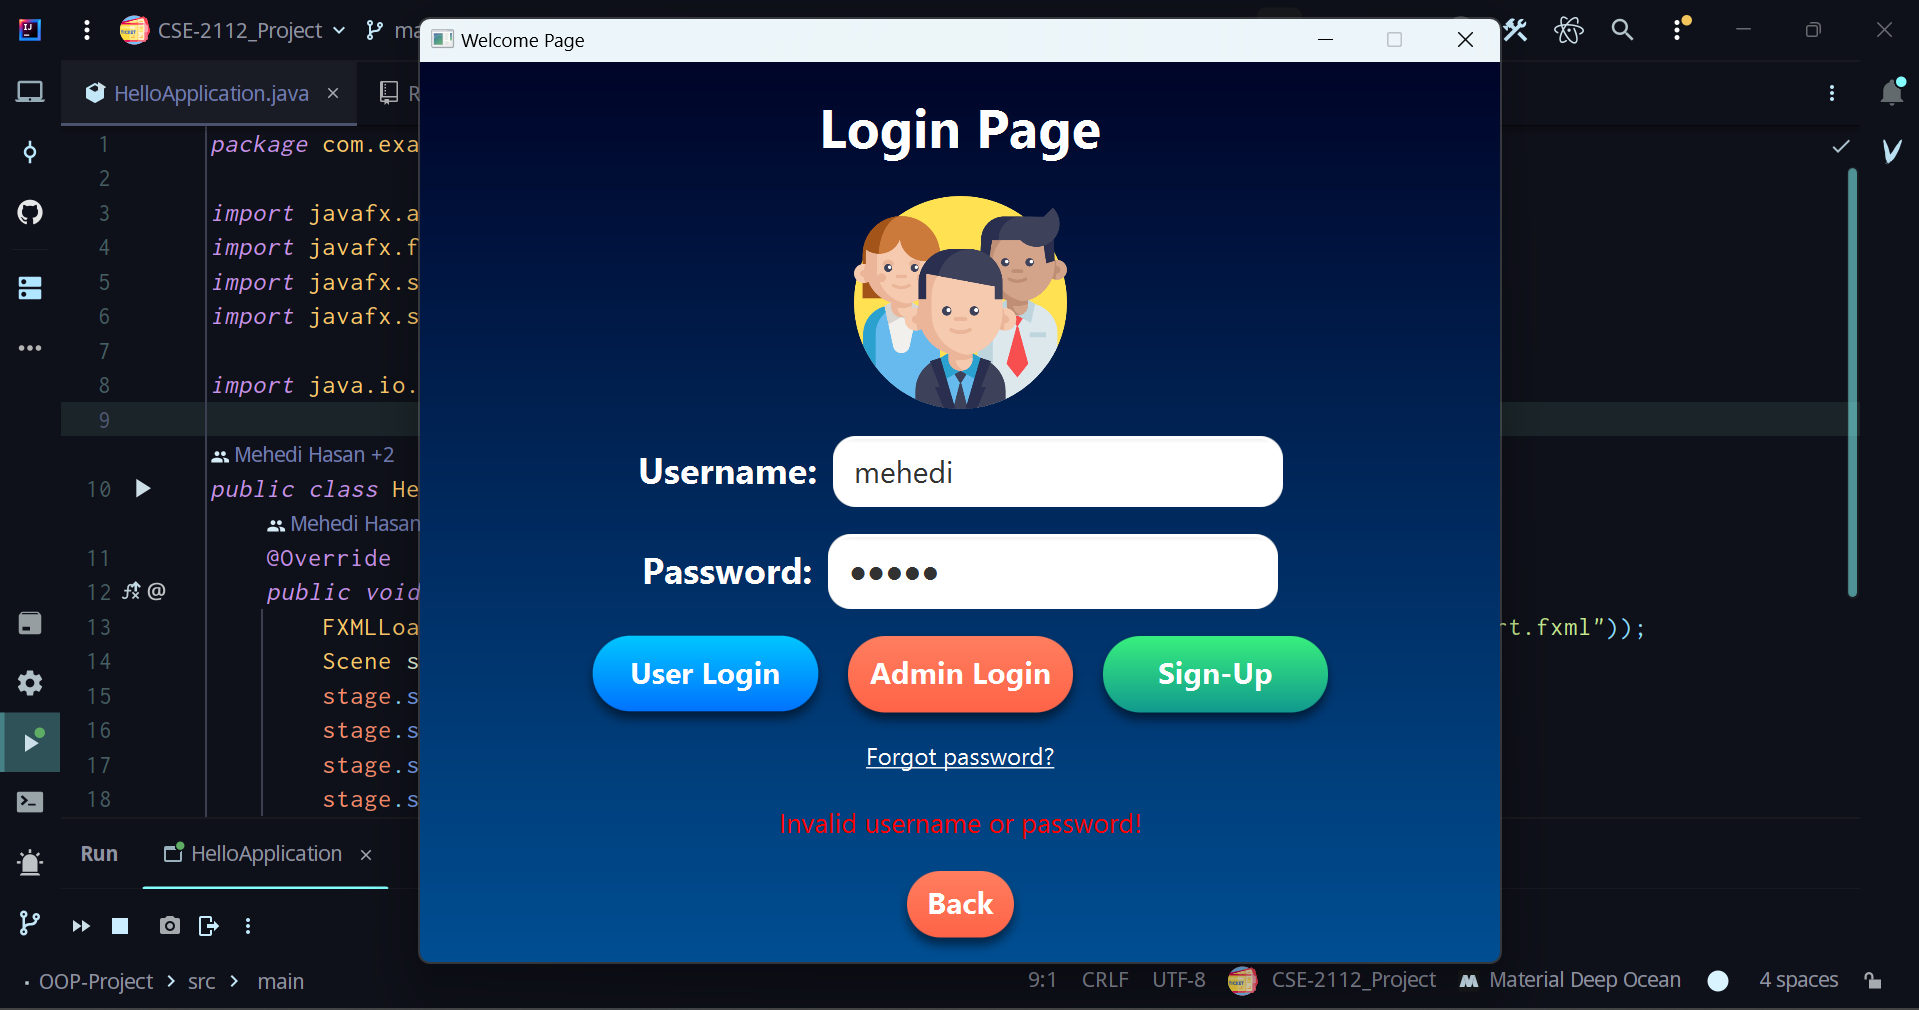 CSE-2112_Project
Welcome Page
HelloApplication.java
Login Page
1 package com.exa
2
3 import javafx.a
4 import javafx.f
5 import javafx.s
6 import javafx.s
7
8 import java.io.
9
Mehedi Hasan +2
10 public class He
Mehedi Hasan
11 @Override
12 public void
13 FXMLLoa rt.fxml"));
14 Scene s
15 stage.s
16 stage.s
17 stage.s
18 stage.s
Username: mehedi
Password: •••••
User Login Admin Login Sign-Up
Forgot password?
Invalid username or password!
Back
Run HelloApplication
OOP-Project > src > main
9:1 CRLF UTF-8 CSE-2112_Project Material Deep Ocean 4 spaces